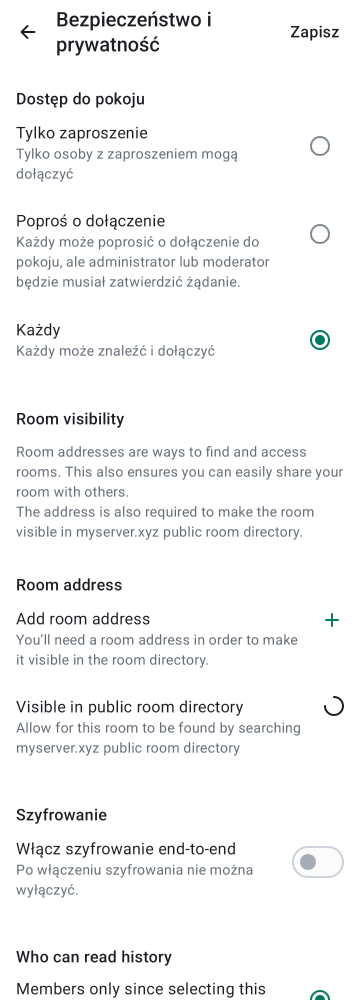 Bezpieczeństwo i
prywatność
Zapisz
Dostęp do pokoju
Tylko zaproszenie
Tylko osoby z zaproszeniem mogą
dołączyć
Poproś o dołączenie
Każdy może poprosić o dołączenie do
pokoju, ale administrator lub moderator
będzie musiał zatwierdzić żądanie.
Każdy
Każdy może znaleźć i dołączyć
Room visibility
Room addresses are ways to find and access
rooms. This also ensures you can easily share your
room with others.
The address is also required to make the room
visible in myserver.xyz public room directory.
Room address
Add room address
You’ll need a room address in order to make
it visible in the room directory.
Visible in public room directory
Allow for this room to be found by searching
myserver.xyz public room directory
Szyfrowanie
Włącz szyfrowanie end-to-end
Po włączeniu szyfrowania nie można
wyłączyć.
Who can read history
Members only since selecting this